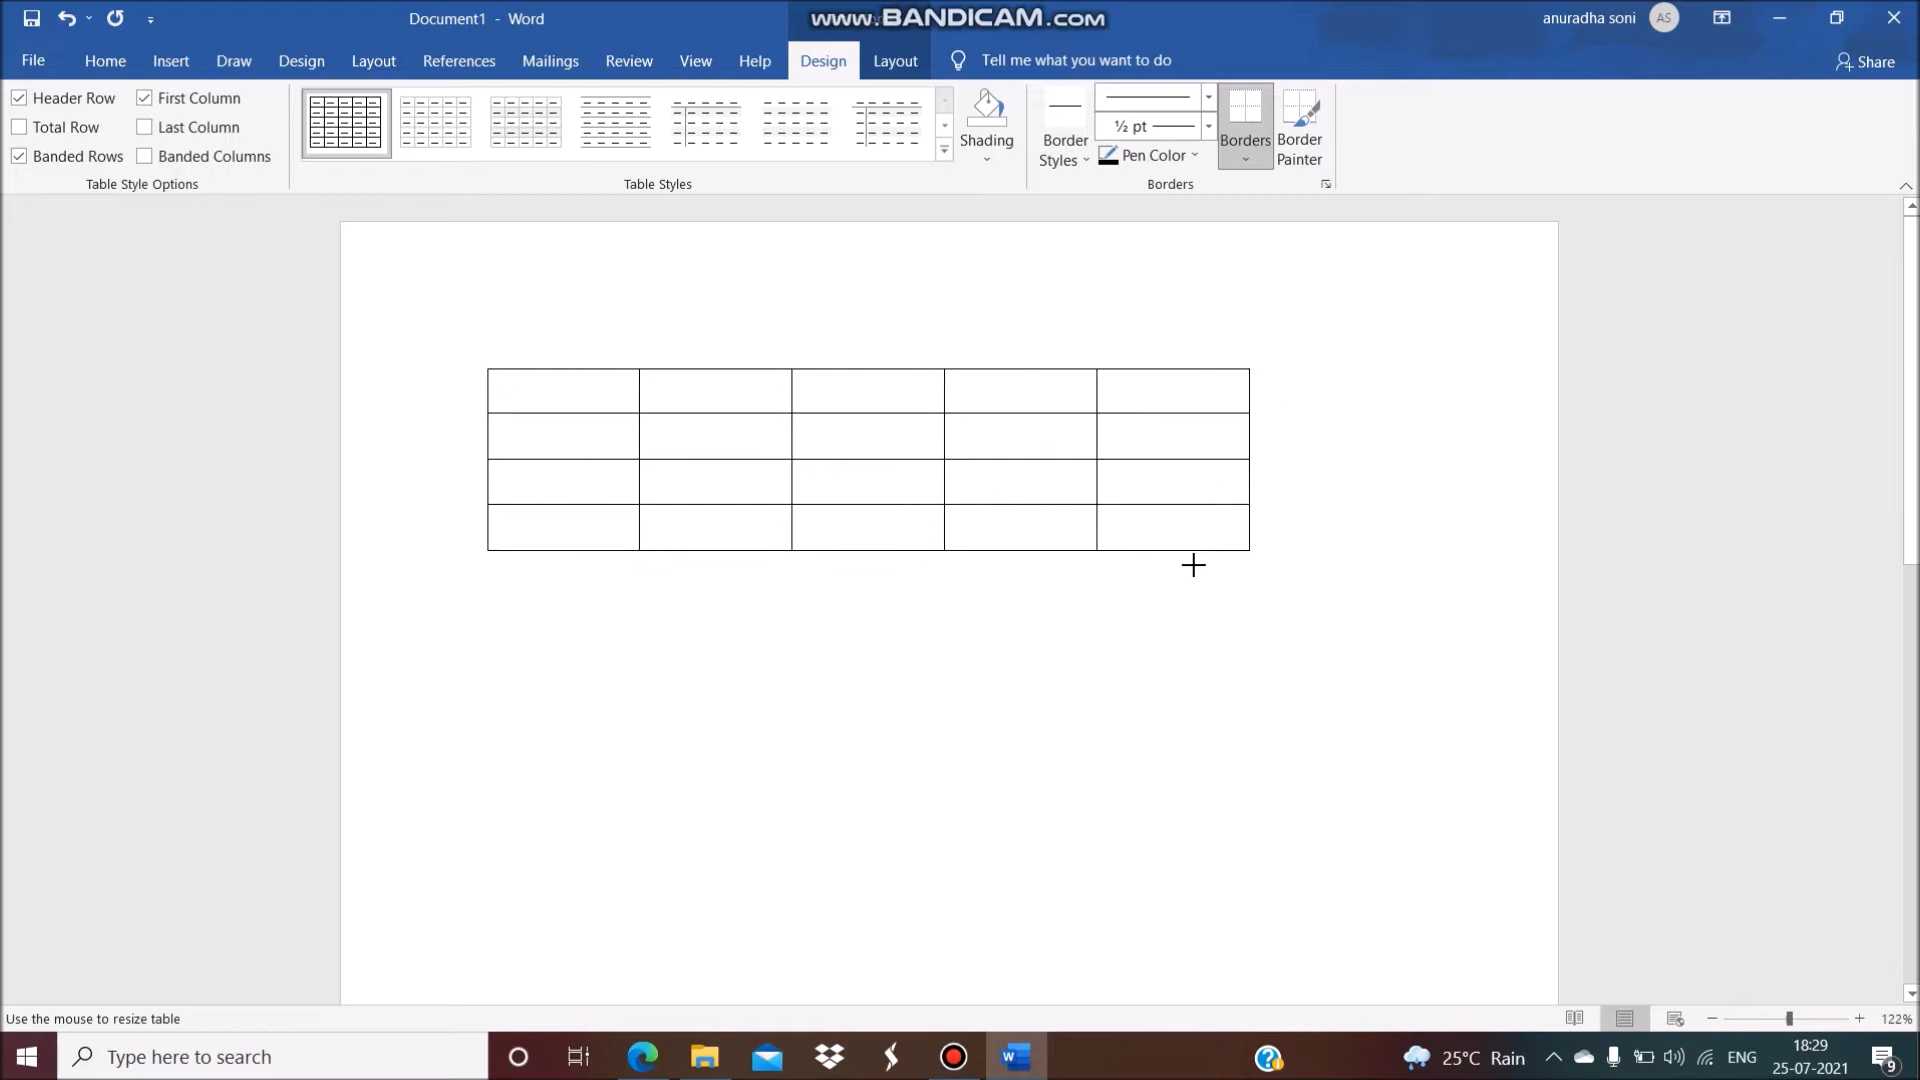 Document1 - Word
www.BANDICAM.com
anuradha soni
AS
File
Home
Insert
Draw
Design
Layout
References
Mailings
Review
View
Help
Design
Layout
Tell me what you want to do
Share
Header Row
First Column
Total Row
Last Column
Banded Rows
Banded Columns
Table Style Options
Table Styles
Shading
Border
Styles
½ pt
Pen Color
Borders
Border
Painter
Borders
Use the mouse to resize table
122%
Type here to search
25°C Rain
ENG
18:29
25-07-2021
9